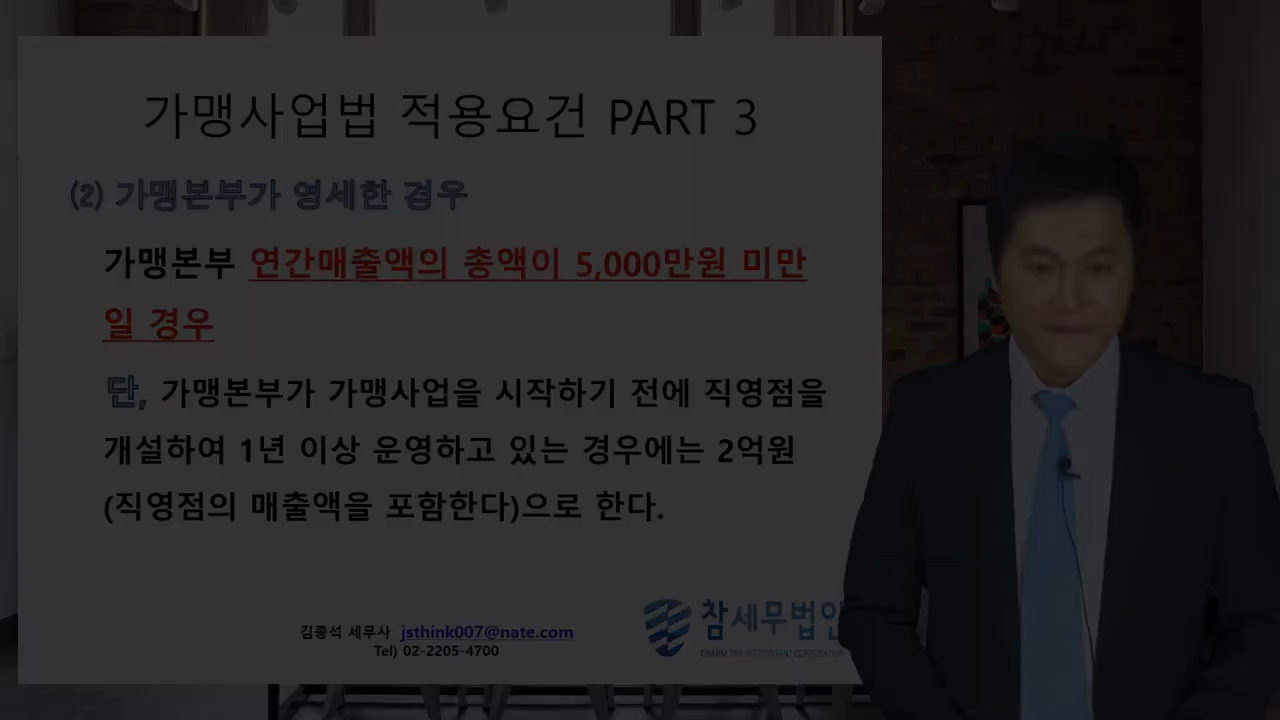 가맹사업법 적용요건 PART 3
(2) 가맹본부가 영세한 경우
가맹본부 연간매출액의 총액이 5,000만원 미만
일 경우
단, 가맹본부가 가맹사업을 시작하기 전에 직영점을
개설하여 1년 이상 운영하고 있는 경우에는 2억원
(직영점의 매출액을 포함한다)으로 한다.
김종석 세무사 jsthink007@nate.com
Tel) 02-2205-4700
참세무법인
CHARM TAX ACCOUNTANT CORPORATION